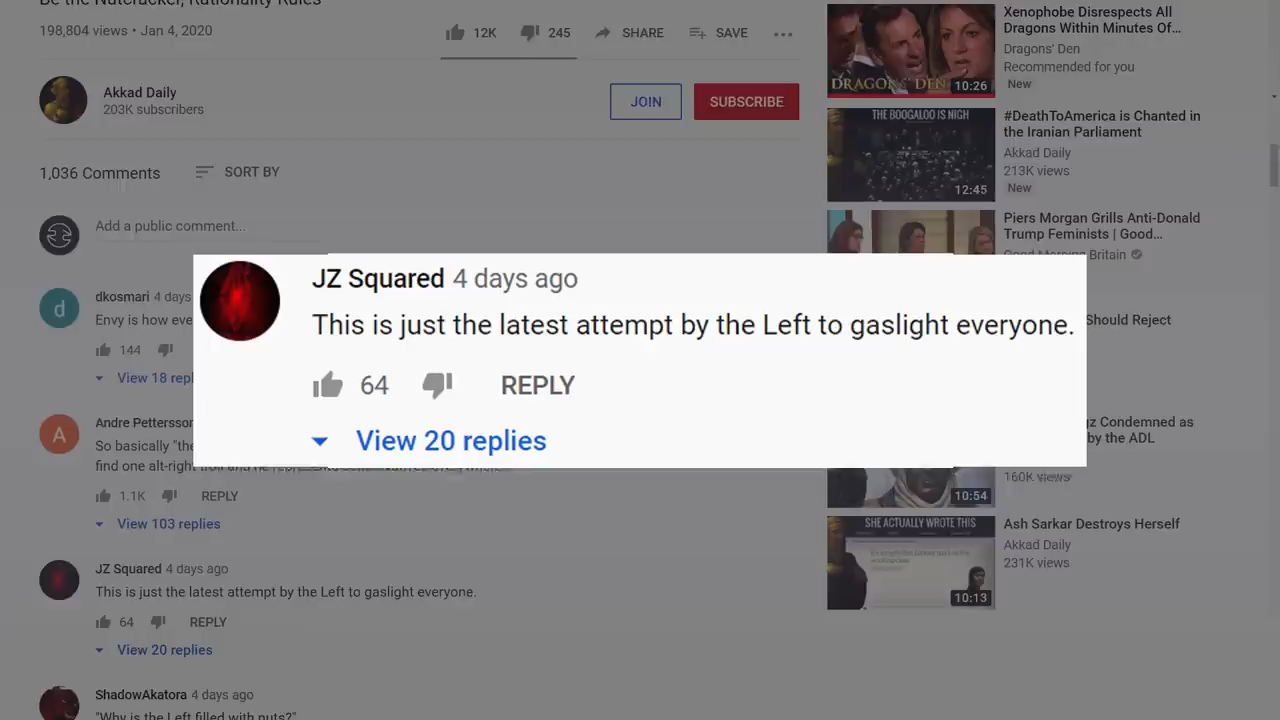 Be the Nutcracker, Rationality Rules
198,804 views • Jan 4, 2020
12K
245
SHARE
SAVE
Akkad Daily
203K subscribers
JOIN
SUBSCRIBE
1,036 Comments
SORT BY
Add a public comment...
dkosmari 4 days
Envy is how eve
144
View 18 repl
JZ Squared 4 days ago
This is just the latest attempt by the Left to gaslight everyone.
64
REPLY
View 20 replies
Andre Pettersson
So basically "the
find one alt-right troll and he
1.1K
REPLY
View 103 replies
JZ Squared 4 days ago
This is just the latest attempt by the Left to gaslight everyone.
64
REPLY
View 20 replies
ShadowAkatora 4 days ago
"Why is the Left filled with nuts?"
DRAGONS' DEN
10:26
Xenophobe Disrespects All
Dragons Within Minutes Of...
Dragons' Den
Recommended for you
New
THE BOOGALOO IS NIGH
12:45
#DeathToAmerica is Chanted in
the Iranian Parliament
Akkad Daily
213K views
New
Piers Morgan Grills Anti-Donald
Trump Feminists | Good...
Good Morning Britain
Should Reject
gz Condemned as
by the ADL
160K views
10:54
SHE ACTUALLY WROTE THIS
10:13
Ash Sarkar Destroys Herself
Akkad Daily
231K views